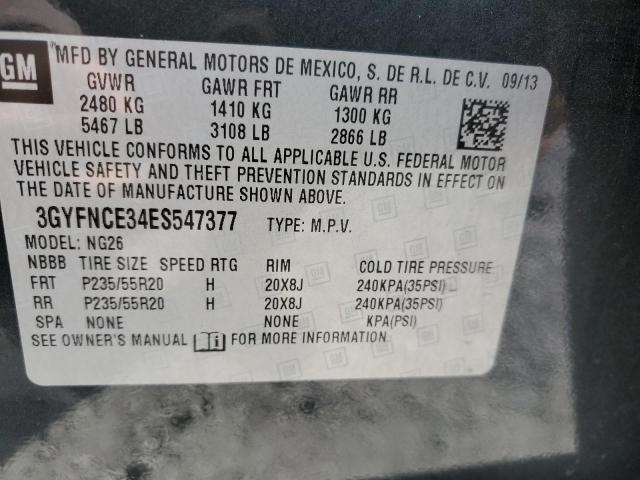 GM
MFD BY GENERAL MOTORS DE MEXICO, S. DE R.L. DE C.V. 09/13
GVWR GAWR FRT GAWR RR
2480 KG 1410 KG 1300 KG
5467 LB 3108 LB 2866 LB
THIS VEHICLE CONFORMS TO ALL APPLICABLE U.S. FEDERAL MOTOR
VEHICLE SAFETY AND THEFT PREVENTION STANDARDS IN EFFECT ON
THE DATE OF MANUFACTURE SHOWN ABOVE.
3GYFNCE34ES547377 TYPE: M.P.V.
MODEL: NG26
NBBB TIRE SIZE SPEED RTG RIM COLD TIRE PRESSURE
FRT P235/55R20 H 20X8J 240KPA(35PSI)
RR P235/55R20 H 20X8J 240KPA(35PSI)
SPA NONE NONE KPA(PSI)
SEE OWNER'S MANUAL FOR MORE INFORMATION